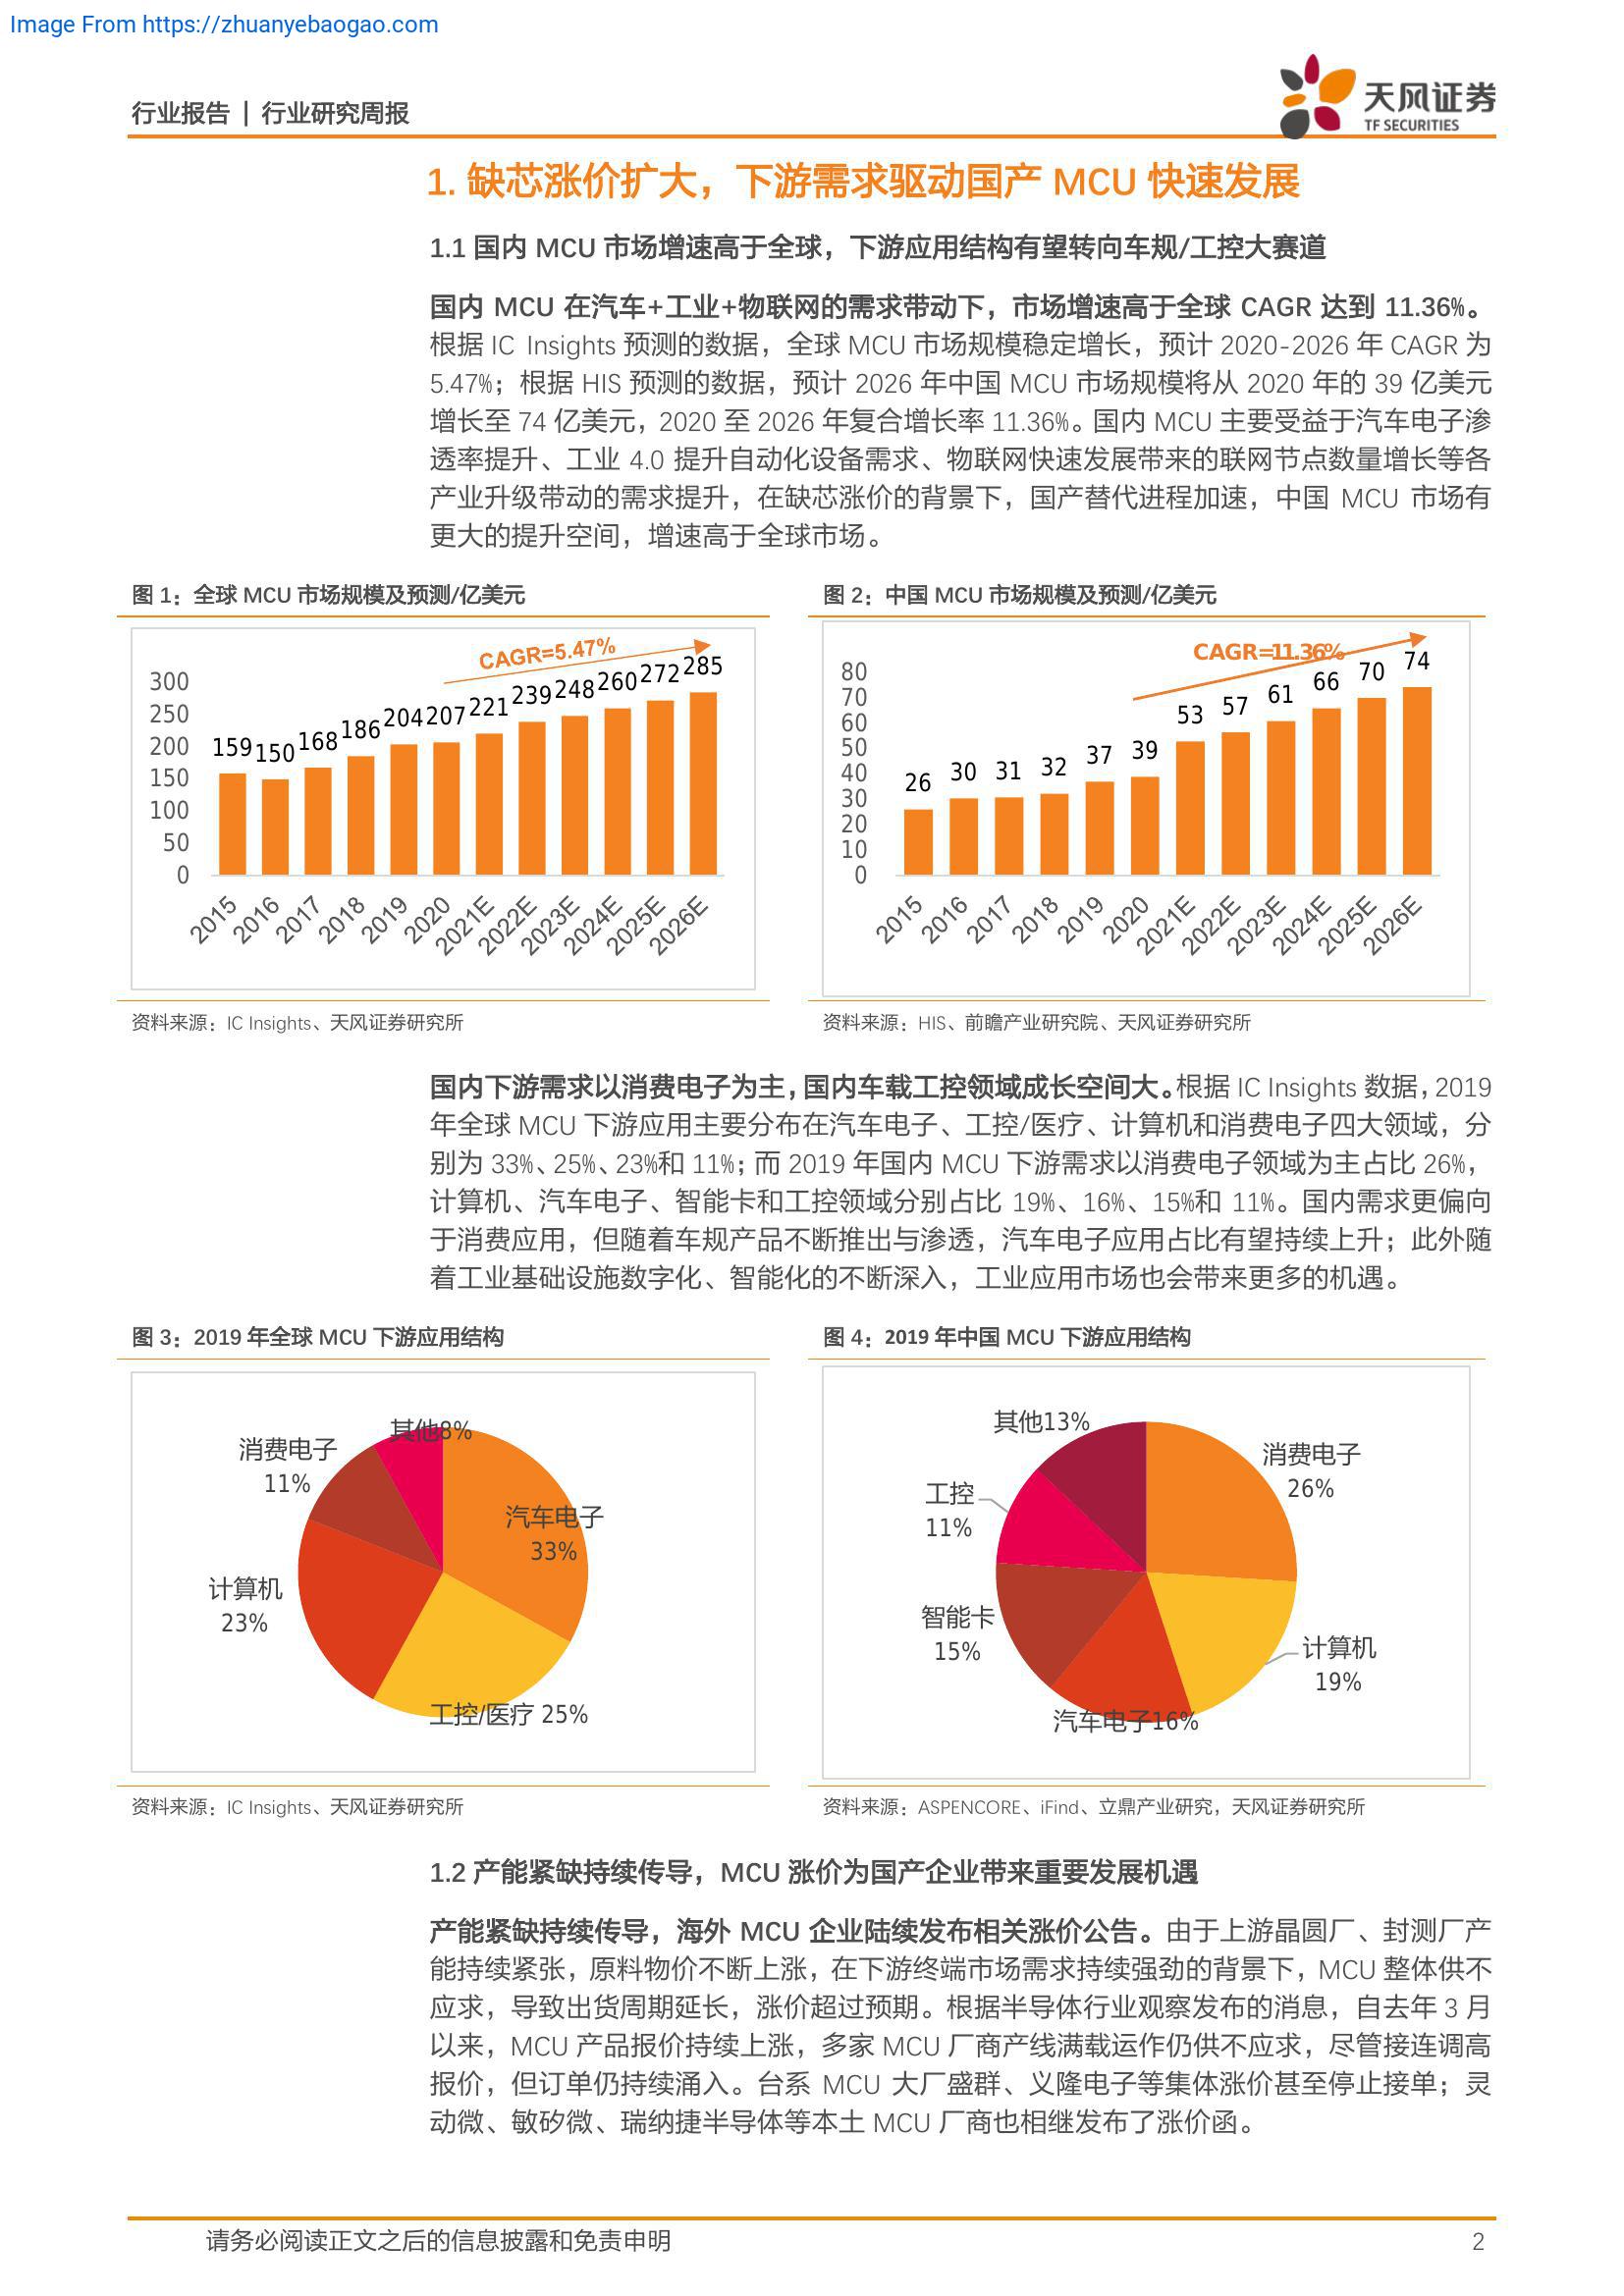 Image From https://zhuanyebaogao.com
行业报告 | 行业研究周报
天风证券
TF SECURITIES
1. 缺芯涨价扩大，下游需求驱动国产 MCU 快速发展
1.1 国内 MCU 市场增速高于全球，下游应用结构有望转向车规/工控大赛道
国内 MCU 在汽车+工业+物联网的需求带动下，市场增速高于全球 CAGR 达到 11.36%。
根据 IC Insights 预测的数据，全球 MCU 市场规模稳定增长，预计 2020-2026 年 CAGR 为
5.47%；根据 HIS 预测的数据，预计 2026 年中国 MCU 市场规模将从 2020 年的 39 亿美元
增长至 74 亿美元，2020 至 2026 年复合增长率 11.36%。国内 MCU 主要受益于汽车电子渗
透率提升、工业 4.0 提升自动化设备需求、物联网快速发展带来的联网节点数量增长等各
产业升级带动的需求提升，在缺芯涨价的背景下，国产替代进程加速，中国 MCU 市场有
更大的提升空间，增速高于全球市场。
图 1：全球 MCU 市场规模及预测/亿美元
CAGR=5.47%
300
250
200
150
100
50
0
159 150 168 186 204 207 221 239 248 260 272 285
2015 2016 2017 2018 2019 2020 2021E 2022E 2023E 2024E 2025E 2026E
资料来源：IC Insights、天风证券研究所
图 2：中国 MCU 市场规模及预测/亿美元
CAGR=11.36%
80
70
60
50
40
30
20
10
0
26 30 31 32 37 39 53 57 61 66 70 74
2015 2016 2017 2018 2019 2020 2021E 2022E 2023E 2024E 2025E 2026E
资料来源：HIS、前瞻产业研究院、天风证券研究所
国内下游需求以消费电子为主，国内车载工控领域成长空间大。根据 IC Insights 数据，2019
年全球 MCU 下游应用主要分布在汽车电子、工控/医疗、计算机和消费电子四大领域，分
别为 33%、25%、23%和 11%；而 2019 年国内 MCU 下游需求以消费电子领域为主占比 26%，
计算机、汽车电子、智能卡和工控领域分别占比 19%、16%、15%和 11%。国内需求更偏向
于消费应用，但随着车规产品不断推出与渗透，汽车电子应用占比有望持续上升；此外随
着工业基础设施数字化、智能化的不断深入，工业应用市场也会带来更多的机遇。
图 3：2019 年全球 MCU 下游应用结构
其他8%
消费电子
11%
汽车电子
33%
计算机
23%
工控/医疗 25%
资料来源：IC Insights、天风证券研究所
图 4：2019 年中国 MCU 下游应用结构
其他13%
消费电子
26%
工控
11%
智能卡
15%
计算机
19%
汽车电子16%
资料来源：ASPENCORE、iFind、立鼎产业研究，天风证券研究所
1.2 产能紧缺持续传导，MCU 涨价为国产企业带来重要发展机遇
产能紧缺持续传导，海外 MCU 企业陆续发布相关涨价公告。由于上游晶圆厂、封测厂产
能持续紧张，原料物价不断上涨，在下游终端市场需求持续强劲的背景下，MCU 整体供不
应求，导致出货周期延长，涨价超过预期。根据半导体行业观察发布的消息，自去年 3 月
以来，MCU 产品报价持续上涨，多家 MCU 厂商产线满载运作仍供不应求，尽管接连调高
报价，但订单仍持续涌入。台系 MCU 大厂盛群、义隆电子等集体涨价甚至停止接单；灵
动微、敏矽微、瑞纳捷半导体等本土 MCU 厂商也相继发布了涨价函。
请务必阅读正文之后的信息披露和免责申明
2